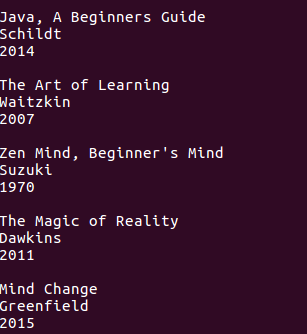 Java, A Beginners Guide
Schildt
2014
The Art of Learning
Waitzkin
2007
Zen Mind, Beginner's Mind
Suzuki
1970
The Magic of Reality
Dawkins
2011
Mind Change
Greenfield
2015